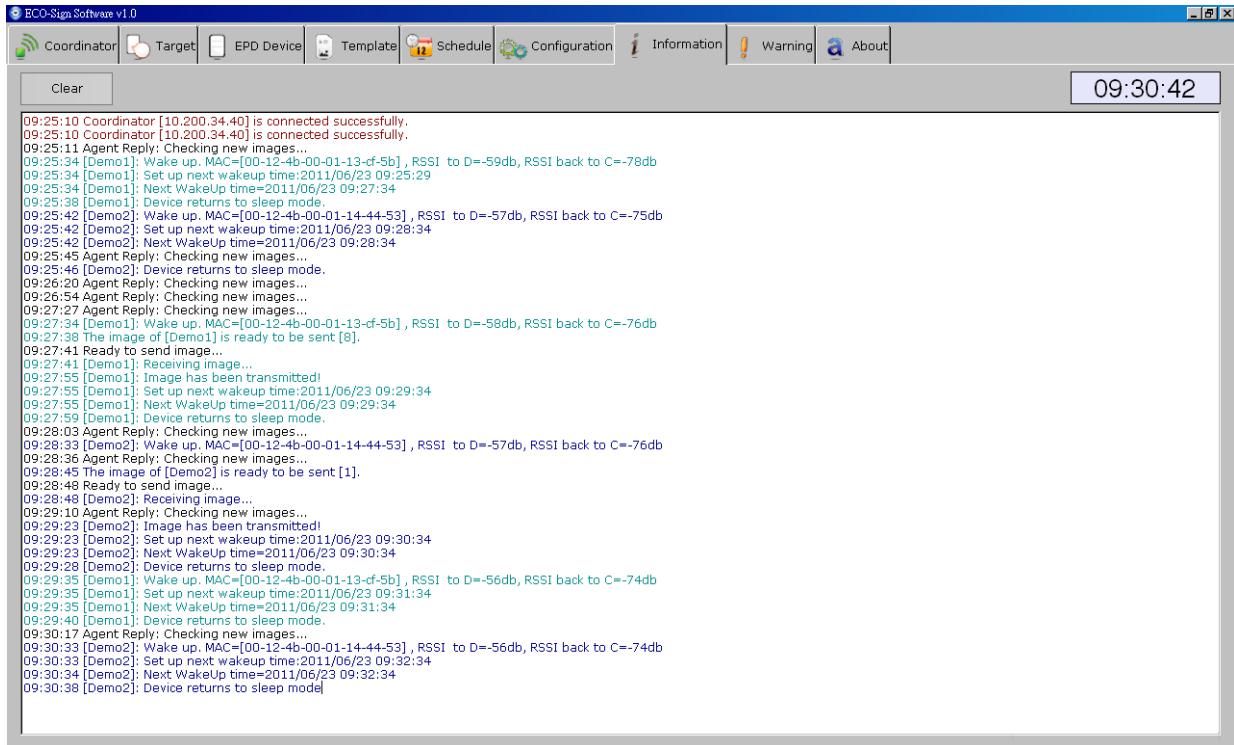 ECO-Sign Software v1.0
Coordinator Target EPD Device Template 12 Schedule Configuration i Information ! Warning a About
Clear 09:30:42
09:25:10 Coordinator [10.200.34.40] is connected successfully.
09:25:10 Coordinator [10.200.34.40] is connected successfully.
09:25:11 Agent Reply: Checking new images...
09:25:34 [Demo1]: Wake up. MAC=[00-12-4b-00-01-13-cf-5b] , RSSI  to D=-59db, RSSI back to C=-78db
09:25:34 [Demo1]: Set up next wakeup time:2011/06/23 09:25:29
09:25:34 [Demo1]: Next WakeUp time=2011/06/23 09:27:34
09:25:38 [Demo1]: Device returns to sleep mode.
09:25:42 [Demo2]: Wake up. MAC=[00-12-4b-00-01-14-44-53] , RSSI  to D=-57db, RSSI back to C=-75db
09:25:42 [Demo2]: Set up next wakeup time:2011/06/23 09:28:34
09:25:42 [Demo2]: Next WakeUp time=2011/06/23 09:28:34
09:25:45 Agent Reply: Checking new images...
09:25:46 [Demo2]: Device returns to sleep mode.
09:26:20 Agent Reply: Checking new images...
09:26:54 Agent Reply: Checking new images...
09:27:27 Agent Reply: Checking new images...
09:27:34 [Demo1]: Wake up. MAC=[00-12-4b-00-01-13-cf-5b] , RSSI  to D=-58db, RSSI back to C=-76db
09:27:38 The image of [Demo1] is ready to be sent [8].
09:27:41 Ready to send image...
09:27:41 [Demo1]: Receiving image...
09:27:55 [Demo1]: Image has been transmitted!
09:27:55 [Demo1]: Set up next wakeup time:2011/06/23 09:29:34
09:27:55 [Demo1]: Next WakeUp time=2011/06/23 09:29:34
09:27:59 [Demo1]: Device returns to sleep mode.
09:28:03 Agent Reply: Checking new images...
09:28:33 [Demo2]: Wake up. MAC=[00-12-4b-00-01-14-44-53] , RSSI  to D=-57db, RSSI back to C=-76db
09:28:36 Agent Reply: Checking new images...
09:28:45 The image of [Demo2] is ready to be sent [1].
09:28:48 Ready to send image...
09:28:48 [Demo2]: Receiving image...
09:29:10 Agent Reply: Checking new images...
09:29:23 [Demo2]: Image has been transmitted!
09:29:23 [Demo2]: Set up next wakeup time:2011/06/23 09:30:34
09:29:23 [Demo2]: Next WakeUp time=2011/06/23 09:30:34
09:29:28 [Demo2]: Device returns to sleep mode.
09:29:35 [Demo1]: Wake up. MAC=[00-12-4b-00-01-13-cf-5b] , RSSI  to D=-56db, RSSI back to C=-74db
09:29:35 [Demo1]: Set up next wakeup time:2011/06/23 09:31:34
09:29:35 [Demo1]: Next WakeUp time=2011/06/23 09:31:34
09:29:40 [Demo1]: Device returns to sleep mode.
09:30:17 Agent Reply: Checking new images...
09:30:33 [Demo2]: Wake up. MAC=[00-12-4b-00-01-14-44-53] , RSSI  to D=-56db, RSSI back to C=-74db
09:30:33 [Demo2]: Set up next wakeup time:2011/06/23 09:32:34
09:30:34 [Demo2]: Next WakeUp time=2011/06/23 09:32:34
09:30:38 [Demo2]: Device returns to sleep mode